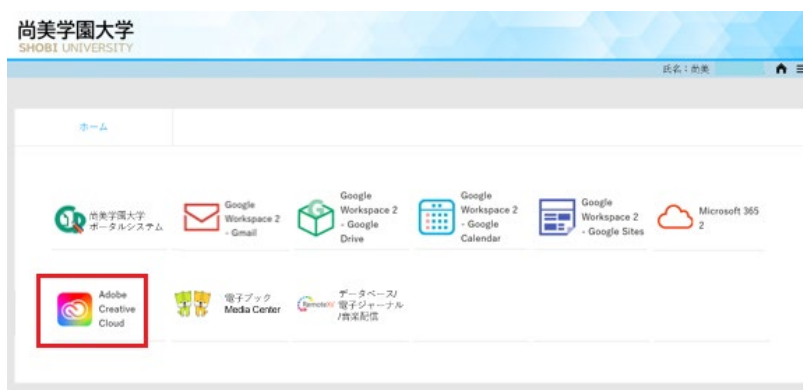 尚美学園大学
SHOBI UNIVERSITY
氏名：尚美
ホーム
尚美学園大学
ポータルシステム
Google
Workspace 2
- Gmail
Google
Workspace 2
- Google
Drive
Google
Workspace 2
- Google
Calendar
Google
Workspace 2
- Google Sites
Microsoft 365
2
Adobe
Creative
Cloud
電子ブック
Media Center
RemoteXs
データベース/
電子ジャーナル
/音楽配信